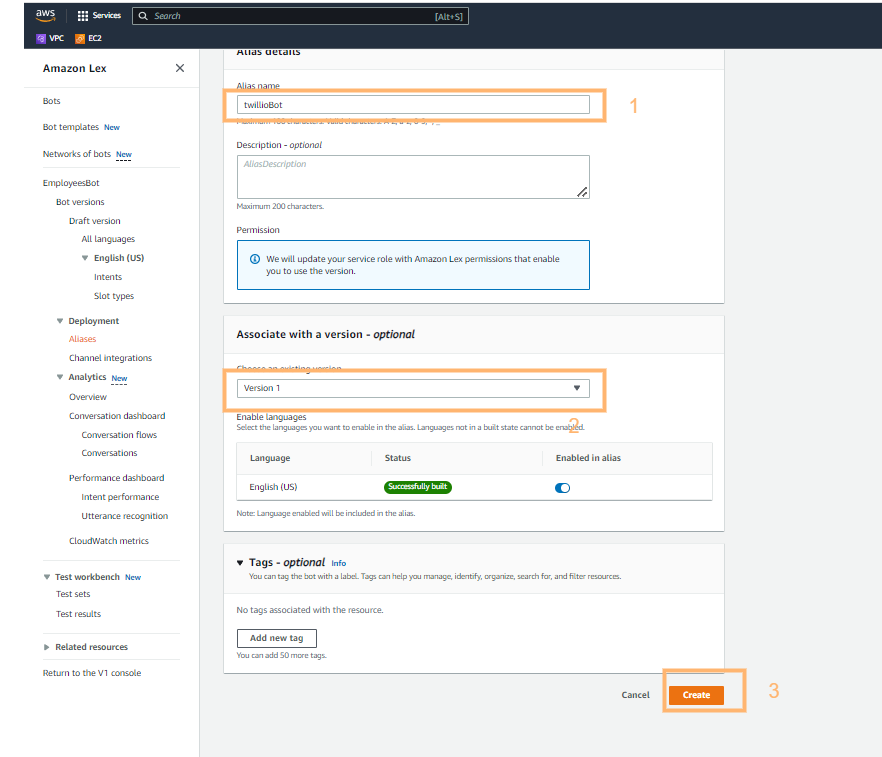 aws
Services
Search
[Alt+S]
VPC
EC2
Amazon Lex
Bots
Bot templates New
Networks of bots New
EmployeesBot
Bot versions
Draft version
All languages
English (US)
Intents
Slot types
Deployment
Aliases
Channel integrations
Analytics New
Overview
Conversation dashboard
Conversation flows
Conversations
Performance dashboard
Intent performance
Utterance recognition
CloudWatch metrics
Test workbench New
Test sets
Test results
Related resources
Return to the V1 console
Alias details
Alias name
twillioBot
1
Description - optional
AliasDescription
Maximum 200 characters.
Permission
We will update your service role with Amazon Lex permissions that enable
you to use the version.
Associate with a version - optional
Choose an existing version
Version 1
2
Enable languages
Select the languages you want to enable in the alias. Languages not in a built state cannot be enabled.
Language Status Enabled in alias
English (US) Successfully built
Note: Language enabled will be included in the alias.
Tags - optional Info
You can tag the bot with a label. Tags can help you manage, identify, organize, search for, and filter resources.
No tags associated with the resource.
Add new tag
You can add 50 more tags.
Cancel
Create
3